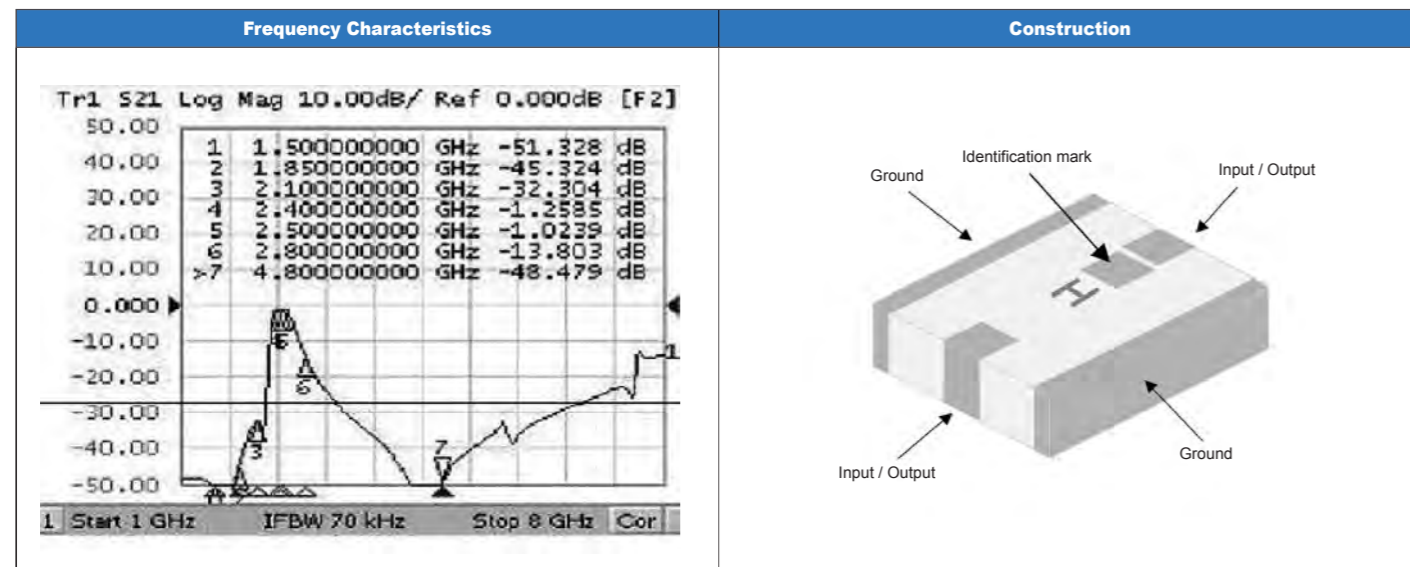 Frequency Characteristics
Construction
Tr1 S21 Log Mag 10.00dB/ Ref 0.000dB [F2]
50.00
40.00
30.00
20.00
10.00
0.000
-10.00
-20.00
-30.00
-40.00
-50.00
1 1.500000000 GHz -51.328 dB
2 1.850000000 GHz -45.324 dB
3 2.100000000 GHz -32.304 dB
4 2.400000000 GHz -1.2585 dB
5 2.500000000 GHz -1.0239 dB
6 2.800000000 GHz -13.803 dB
>7 4.800000000 GHz -48.479 dB
6
3
7
1
1 Start 1 GHz IFBW 70 kHz Stop 8 GHz Cor
Identification mark
Ground
Input / Output
H
Input / Output
Ground